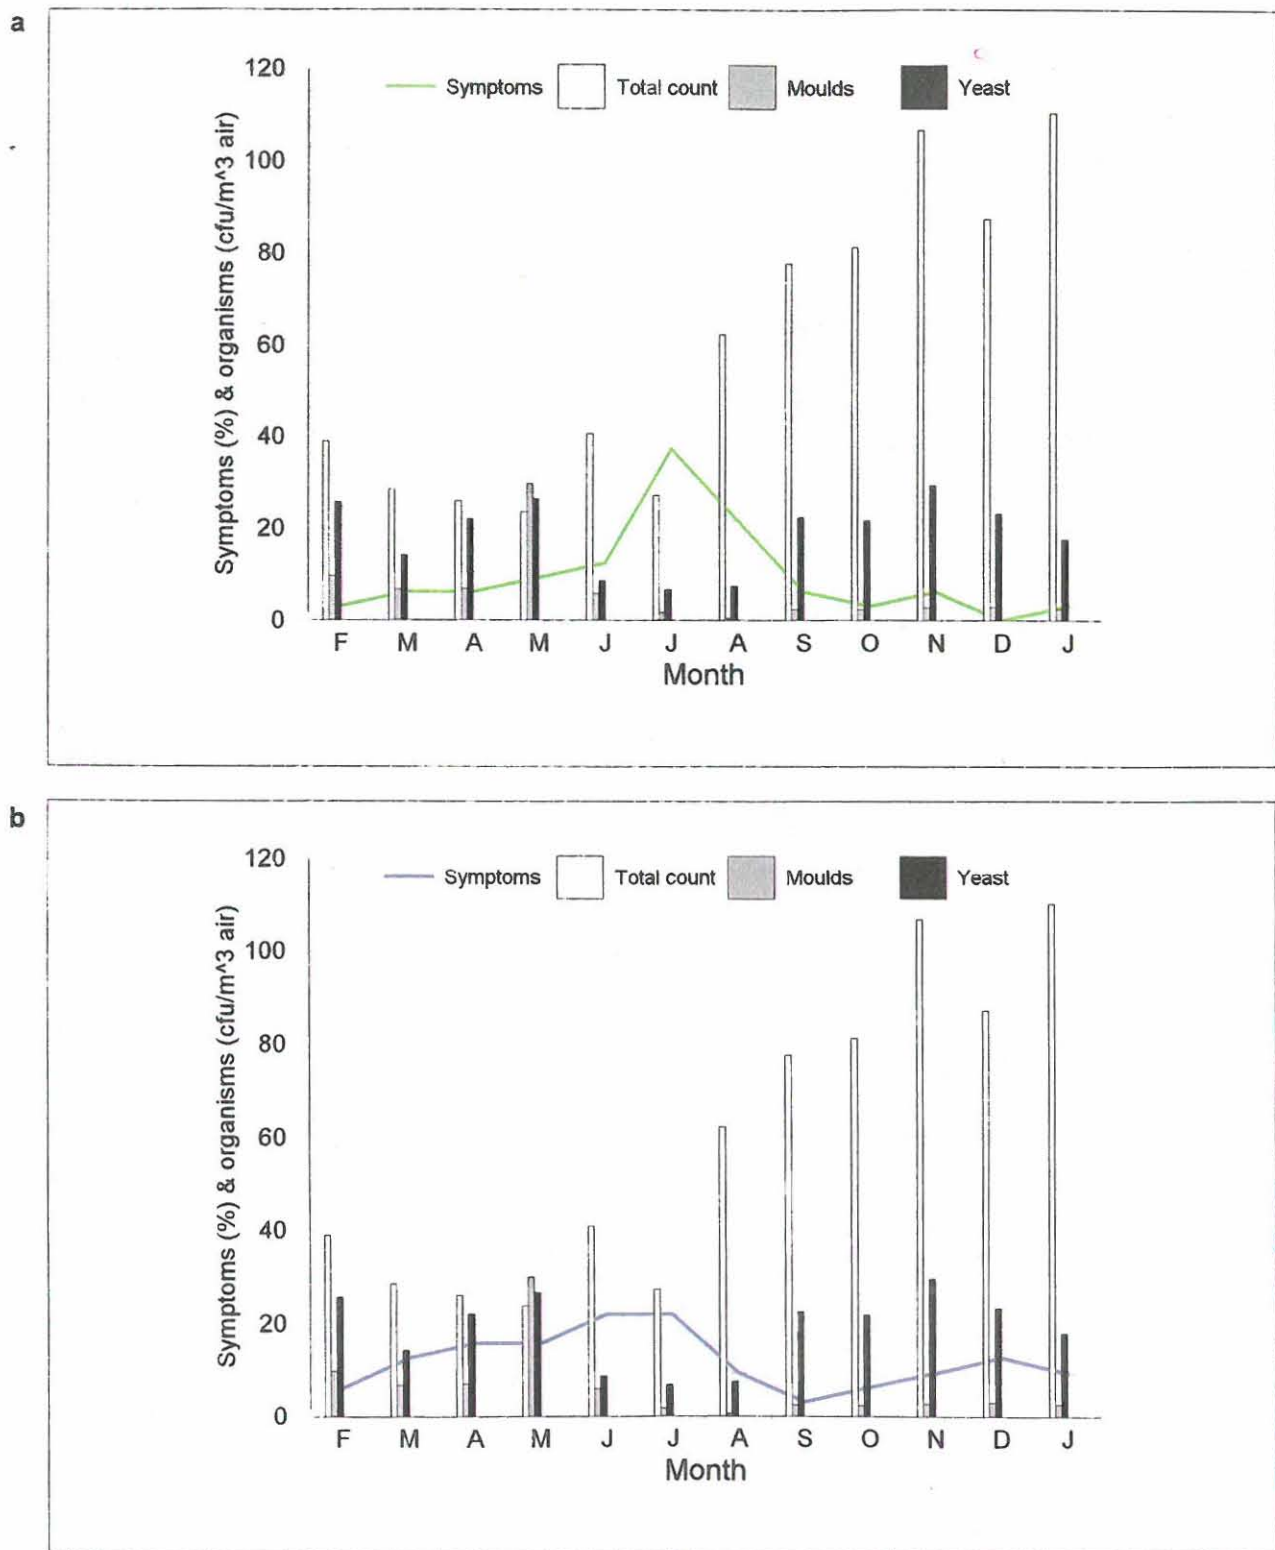 a
Symptoms Total count Moulds Yeast
Symptoms (%) & organisms (cfu/m^3 air)
120
100
80
60
40
20
0
F M A M J J A S O N D J
Month
b
Symptoms Total count Moulds Yeast
Symptoms (%) & organisms (cfu/m^3 air)
120
100
80
60
40
20
0
F M A M J J A S O N D J
Month